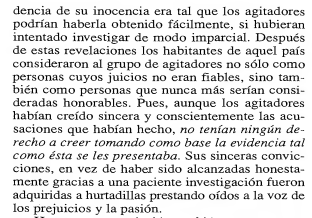 dencia de su inocencia era tal que los agitadores
podrían haberla obtenido fácilmente, si hubieran
intentado investigar de modo imparcial. Después
de estas revelaciones los habitantes de aquel país
consideraron al grupo de agitadores no sólo como
personas cuyos juicios no eran fiables, sino tam-
bién como personas que nunca más serían consi-
deradas honorables. Pues, aunque los agitadores
habían creído sincera y conscientemente las acu-
saciones que habían hecho, no tenían ningún de-
recho a creer tomando como base la evidencia tal
como ésta se les presentaba. Sus sinceras convic-
ciones, en vez de haber sido alcanzadas honesta-
mente gracias a una paciente investigación fueron
adquiridas a hurtadillas prestando oídos a la voz de
los prejuicios y la pasión.